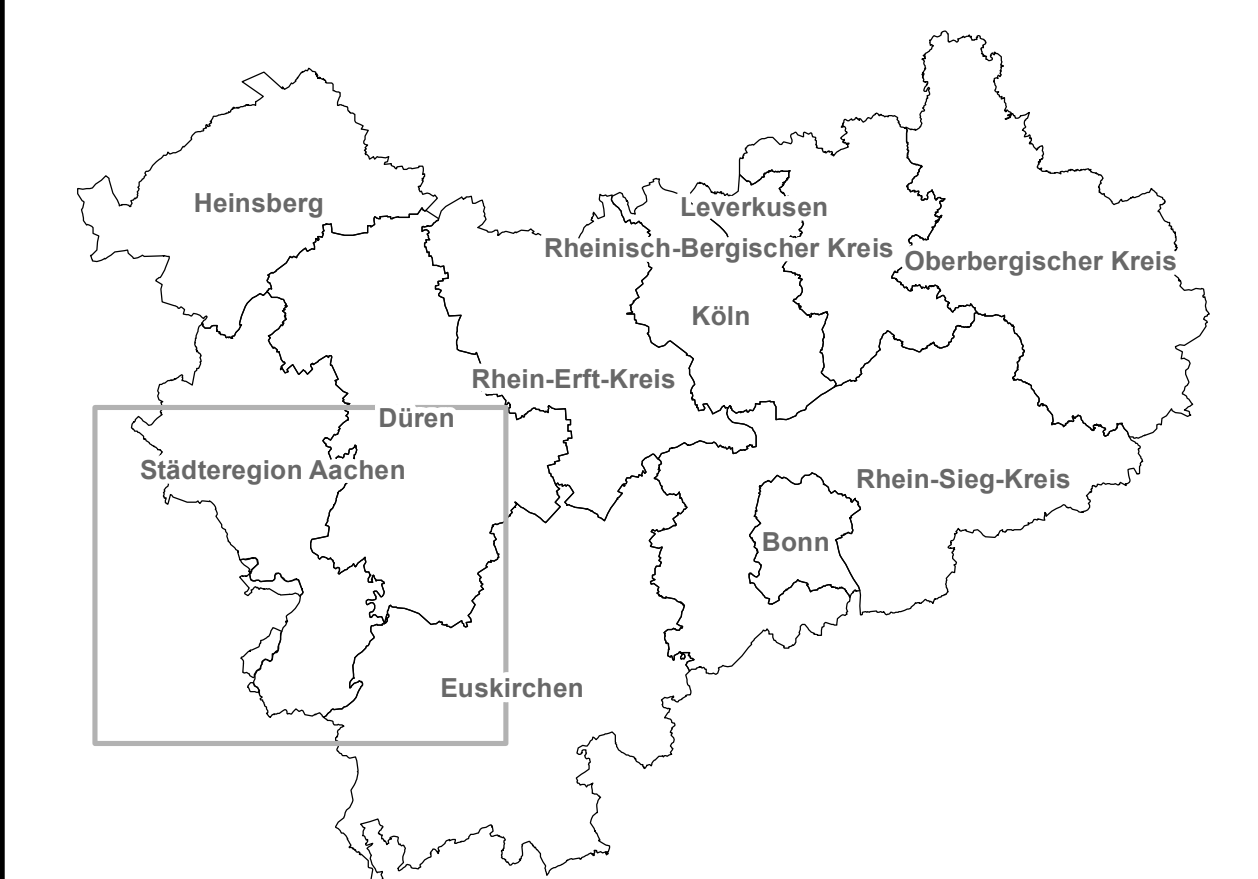 Heinsberg
Leverkusen
Rheinisch-Bergischer Kreis
Oberbergischer Kreis
Köln
Rhein-Erft-Kreis
Düren
Städteregion Aachen
Rhein-Sieg-Kreis
Bonn
Euskirchen